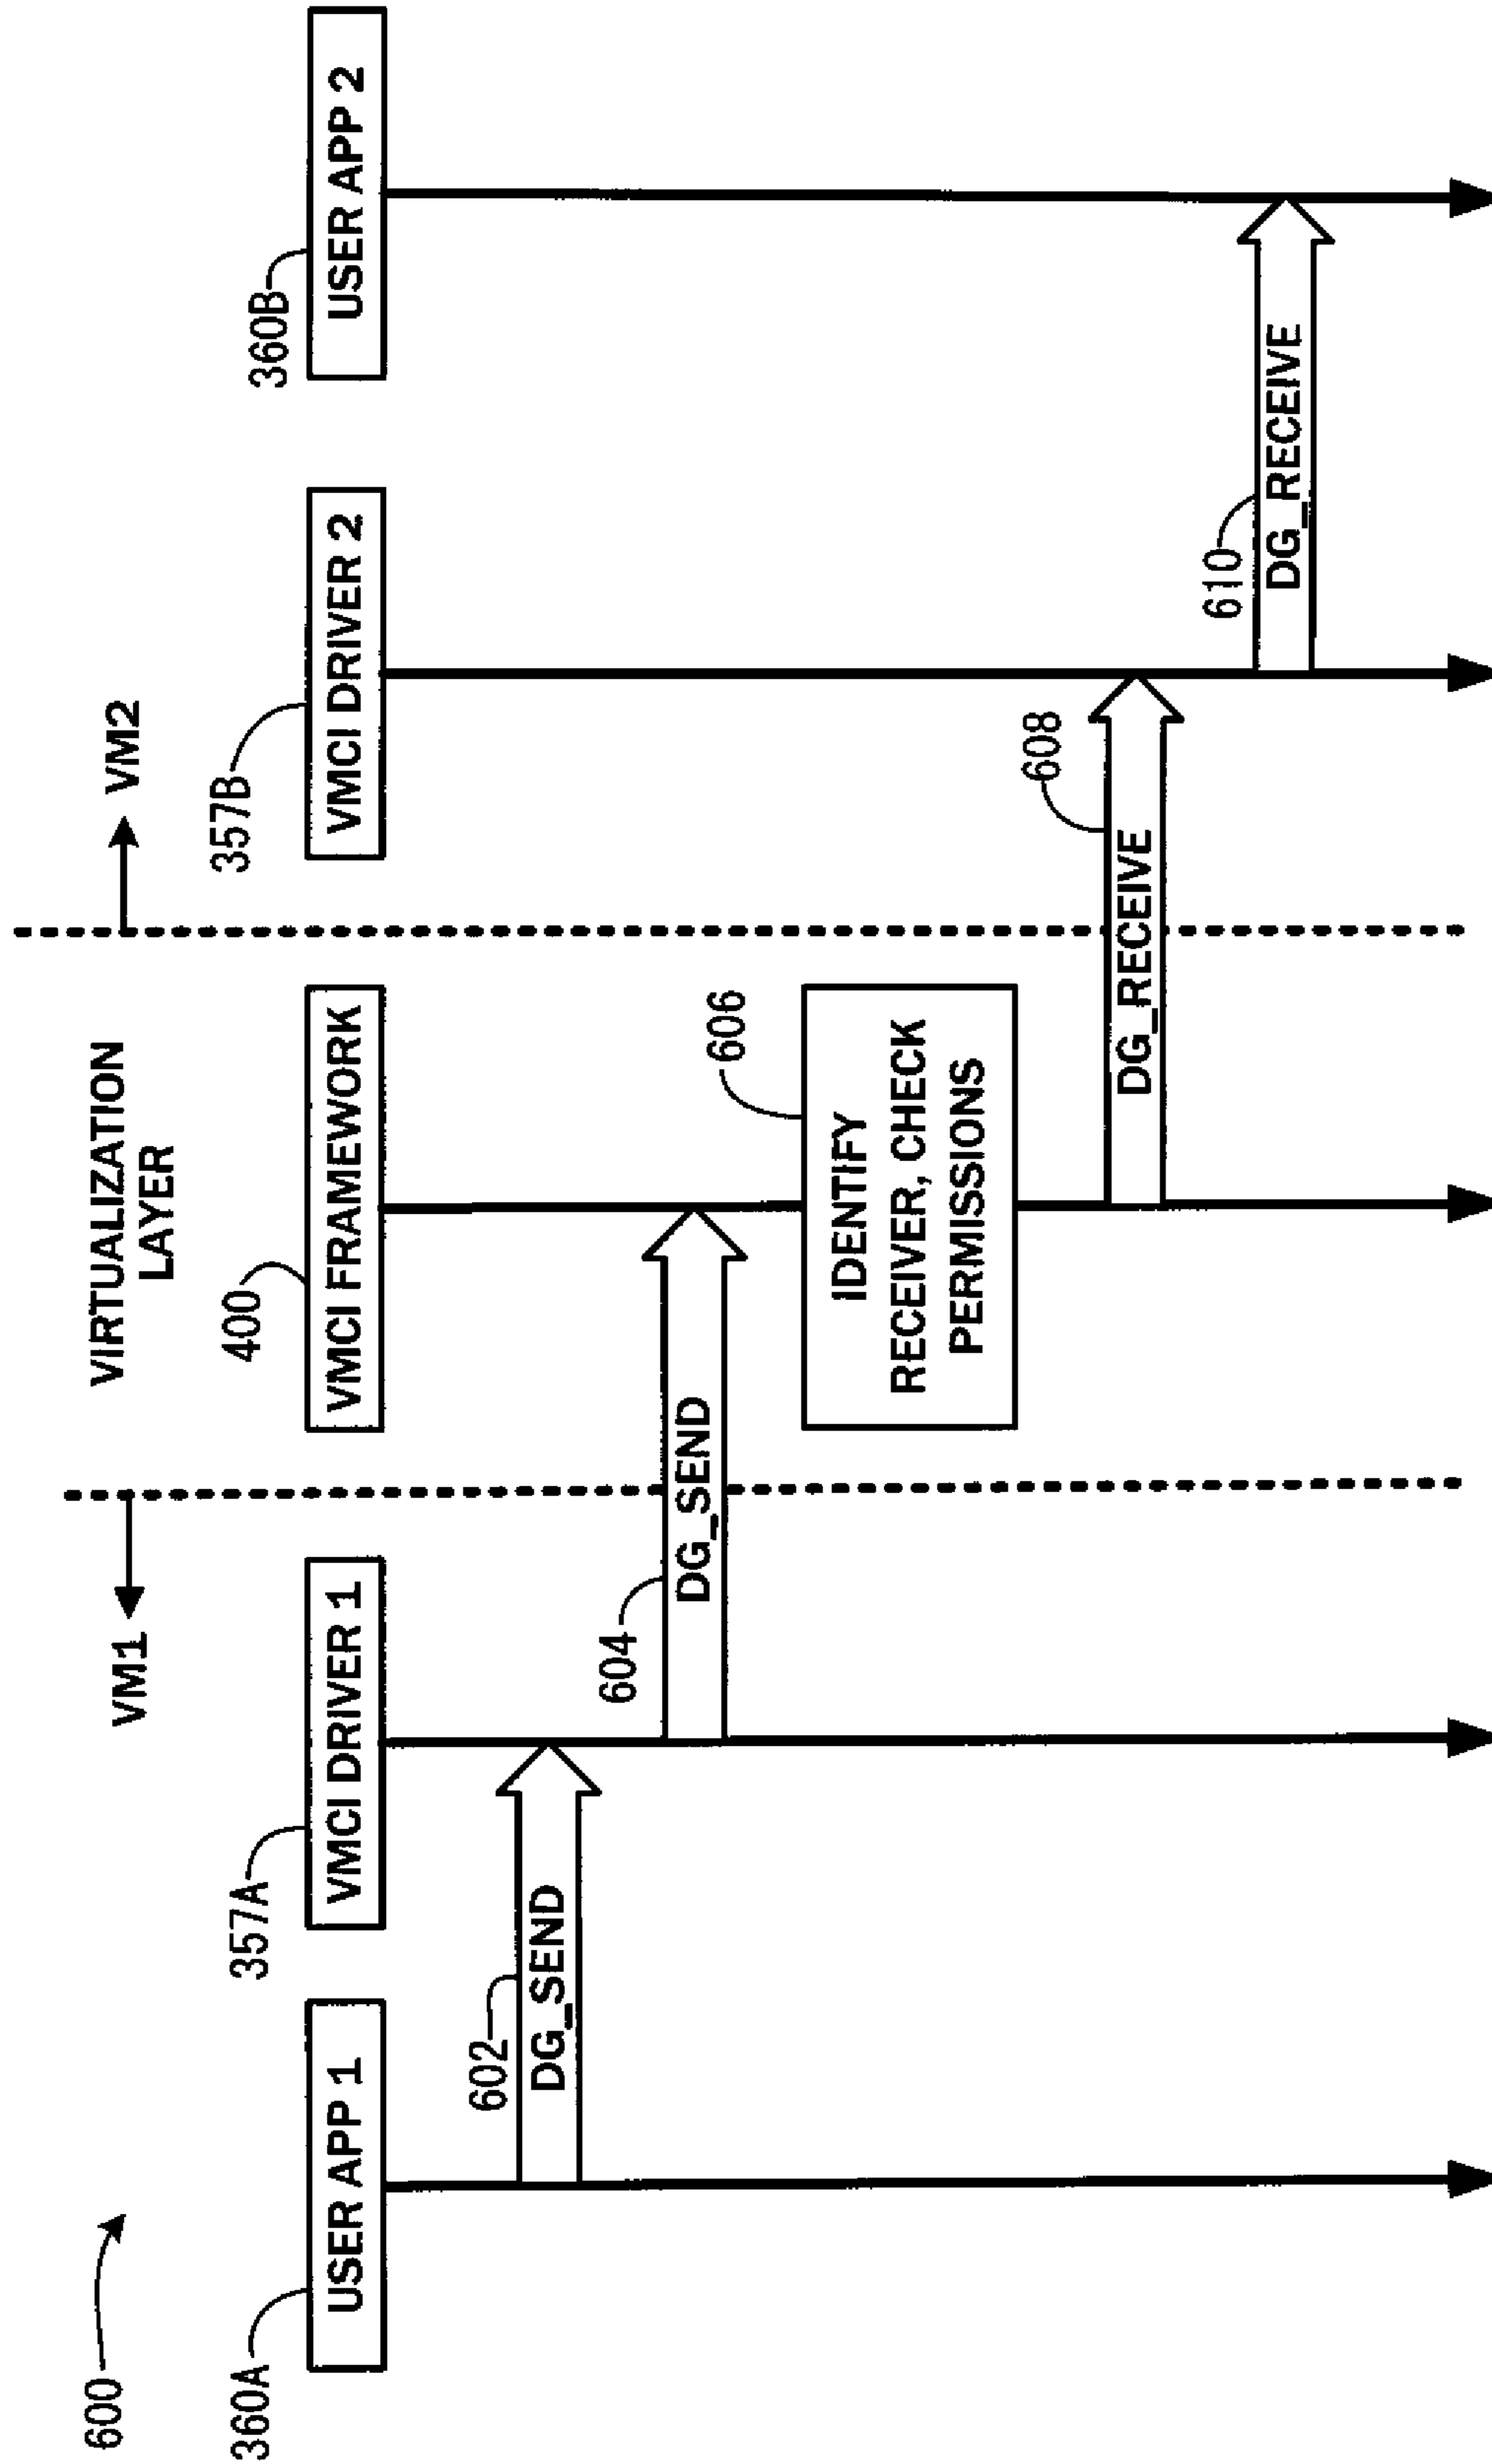 600
VM1
VIRTUALIZATION
LAYER
VM2
360A
357A
400
357B
360B
USER APP 1
VMCI DRIVER 1
VMCI FRAMEWORK
VMCI DRIVER 2
USER APP 2
602
DG_SEND
604
DG_SEND
606
IDENTIFY
RECEIVER, CHECK
PERMISSIONS
608
DG_RECEIVE
610
DG_RECEIVE